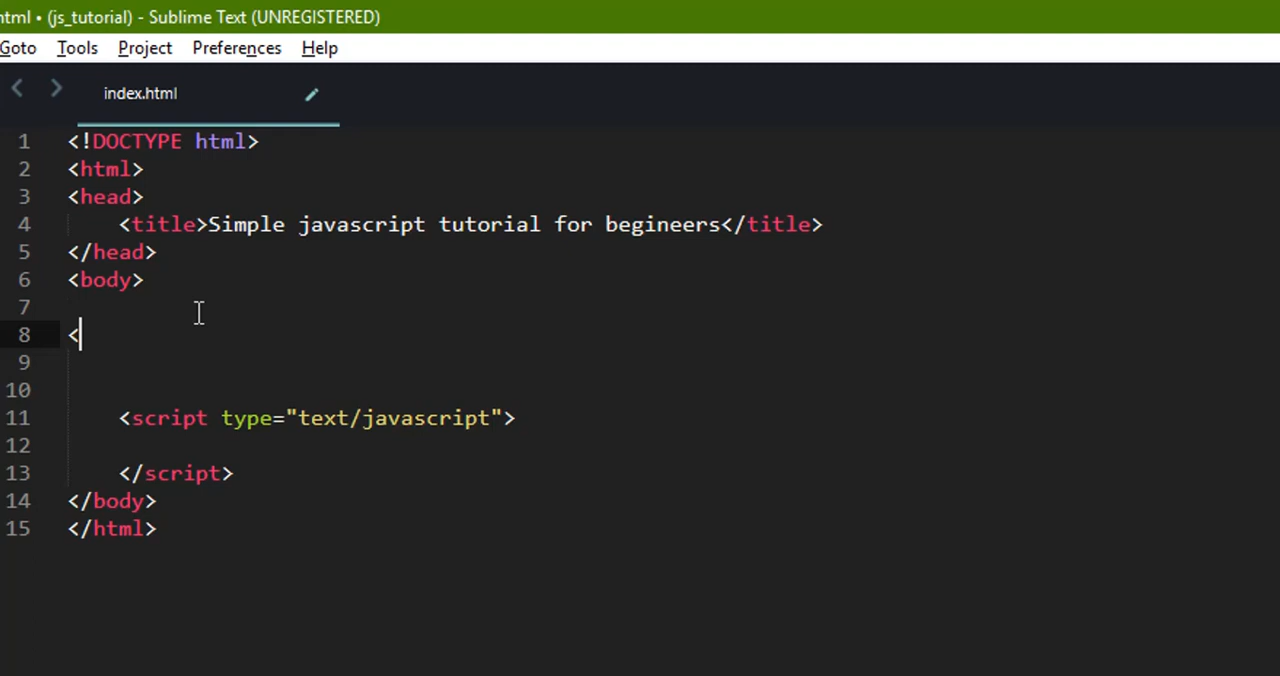 html • (js_tutorial) - Sublime Text (UNREGISTERED)
Goto Tools Project Preferences Help
index.html
1 <!DOCTYPE html>
2 <html>
3 <head>
4 <title>Simple javascript tutorial for begineers</title>
5 </head>
6 <body>
7
8 <
9
10
11 <script type="text/javascript">
12
13 </script>
14 </body>
15 </html>